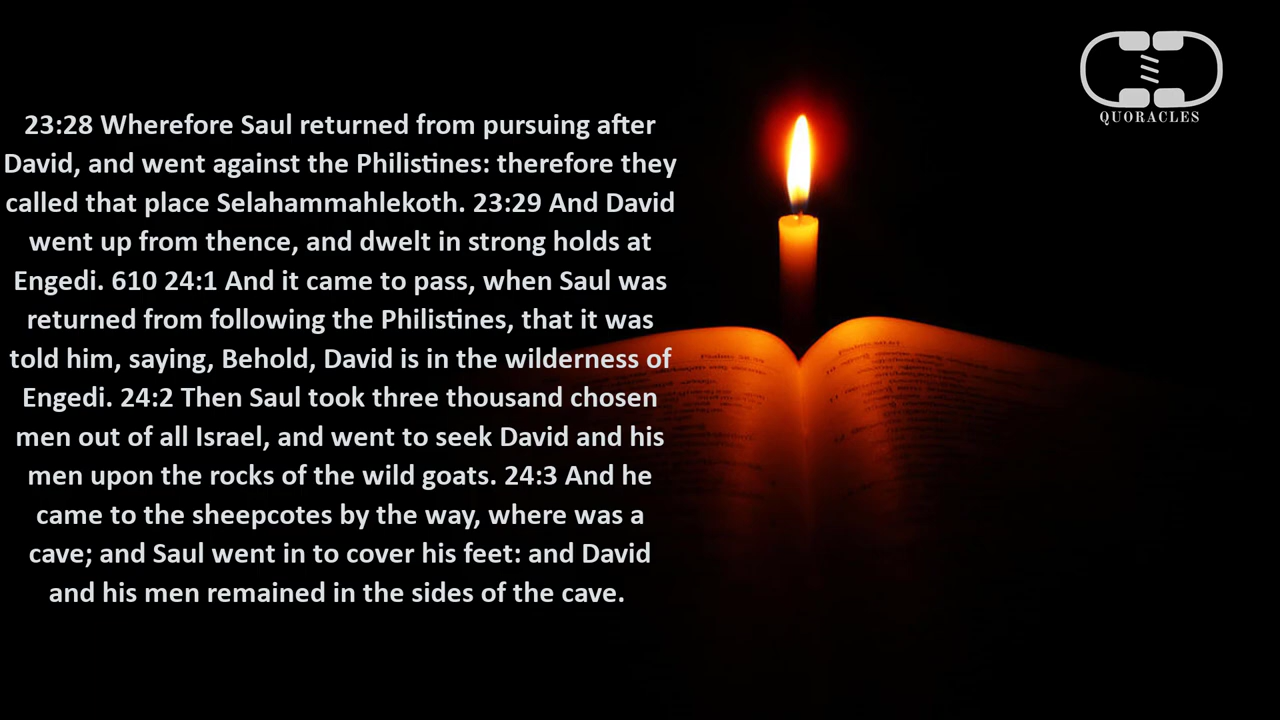 23:28 Wherefore Saul returned from pursuing after
David, and went against the Philistines: therefore they
called that place Selahammahlekoth. 23:29 And David
went up from thence, and dwelt in strong holds at
Engedi. 610 24:1 And it came to pass, when Saul was
returned from following the Philistines, that it was
told him, saying, Behold, David is in the wilderness of
Engedi. 24:2 Then Saul took three thousand chosen
men out of all Israel, and went to seek David and his
men upon the rocks of the wild goats. 24:3 And he
came to the sheepcotes by the way, where was a
cave; and Saul went in to cover his feet: and David
and his men remained in the sides of the cave.
QUORACLES